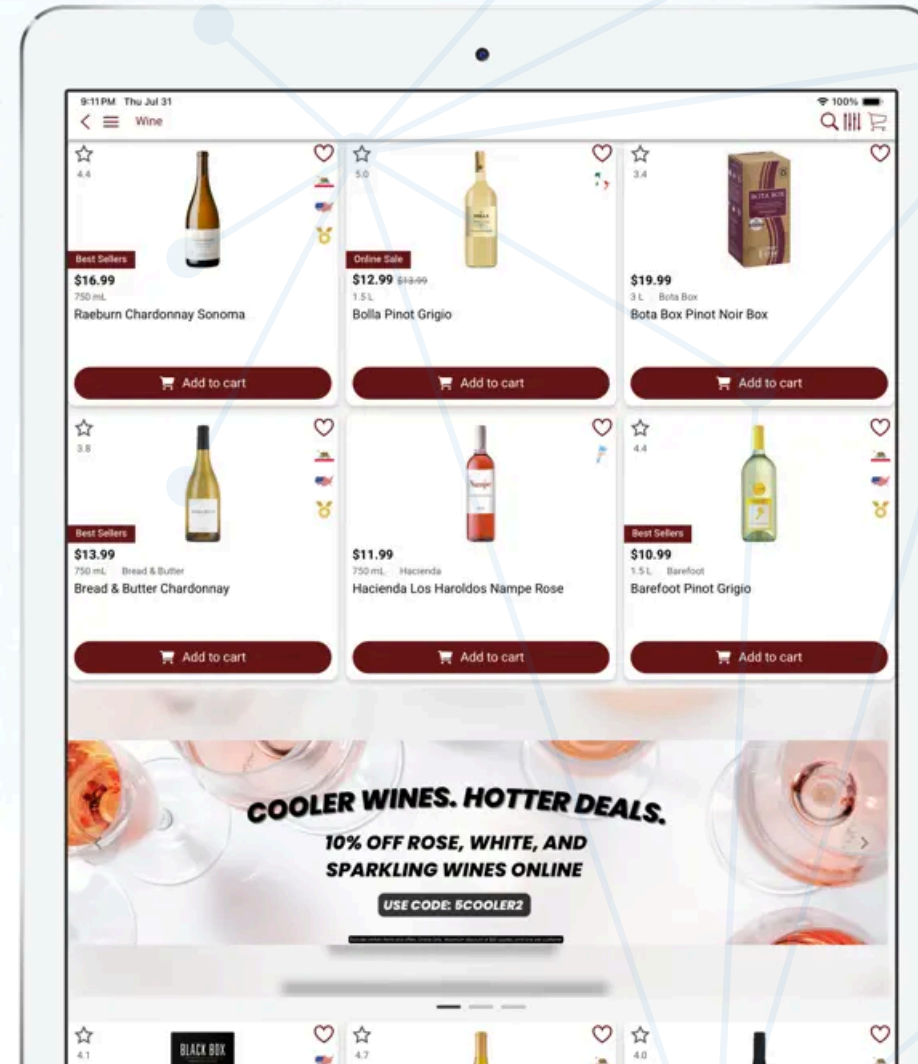 9:11 PM Thu Jul 31
100%
Wine
4.4
5.0
3.4
BOLLA
BOTA BOX
Best Sellers
Online Sale
$16.99
$12.99 $13.99
$19.99
750 mL
1.5 L
3 L Bota Box
Raeburn Chardonnay Sonoma
Bolla Pinot Grigio
Bota Box Pinot Noir Box
Add to cart
Add to cart
Add to cart
3.8
4.4
Nampe
Best Sellers
Best Sellers
$13.99
$11.99
$10.99
750 mL Bread & Butter
750 mL Hacienda
1.5 L Barefoot
Bread & Butter Chardonnay
Hacienda Los Haroldos Nampe Rose
Barefoot Pinot Grigio
Add to cart
Add to cart
Add to cart
COOLER WINES. HOTTER DEALS.
10% OFF ROSE, WHITE, AND
SPARKLING WINES ONLINE
USE CODE: 5COOLER2
4.1
4.7
4.0
BLACK BOX